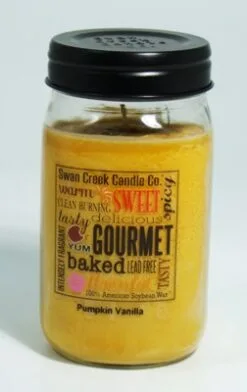 Swan Creek Candle Co.
warm
SWEET
CLEAN BURNING
spicy
delicious
tasty
YUM
GOURMET
INTENSELY FRAGRANT
baked
LEAD FREE
TASTY
100% American Soybean Wax
Pumpkin Vanilla